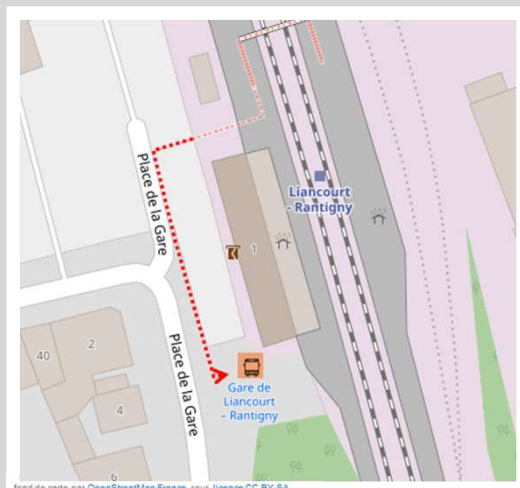 Place de la Gare
Liancourt
- Rantigny
1
Place de la Gare
2
40
4
6
Gare de
Liancourt
- Rantigny
fond de carte par OpenStreetMap France, sous licence CC BY-SA